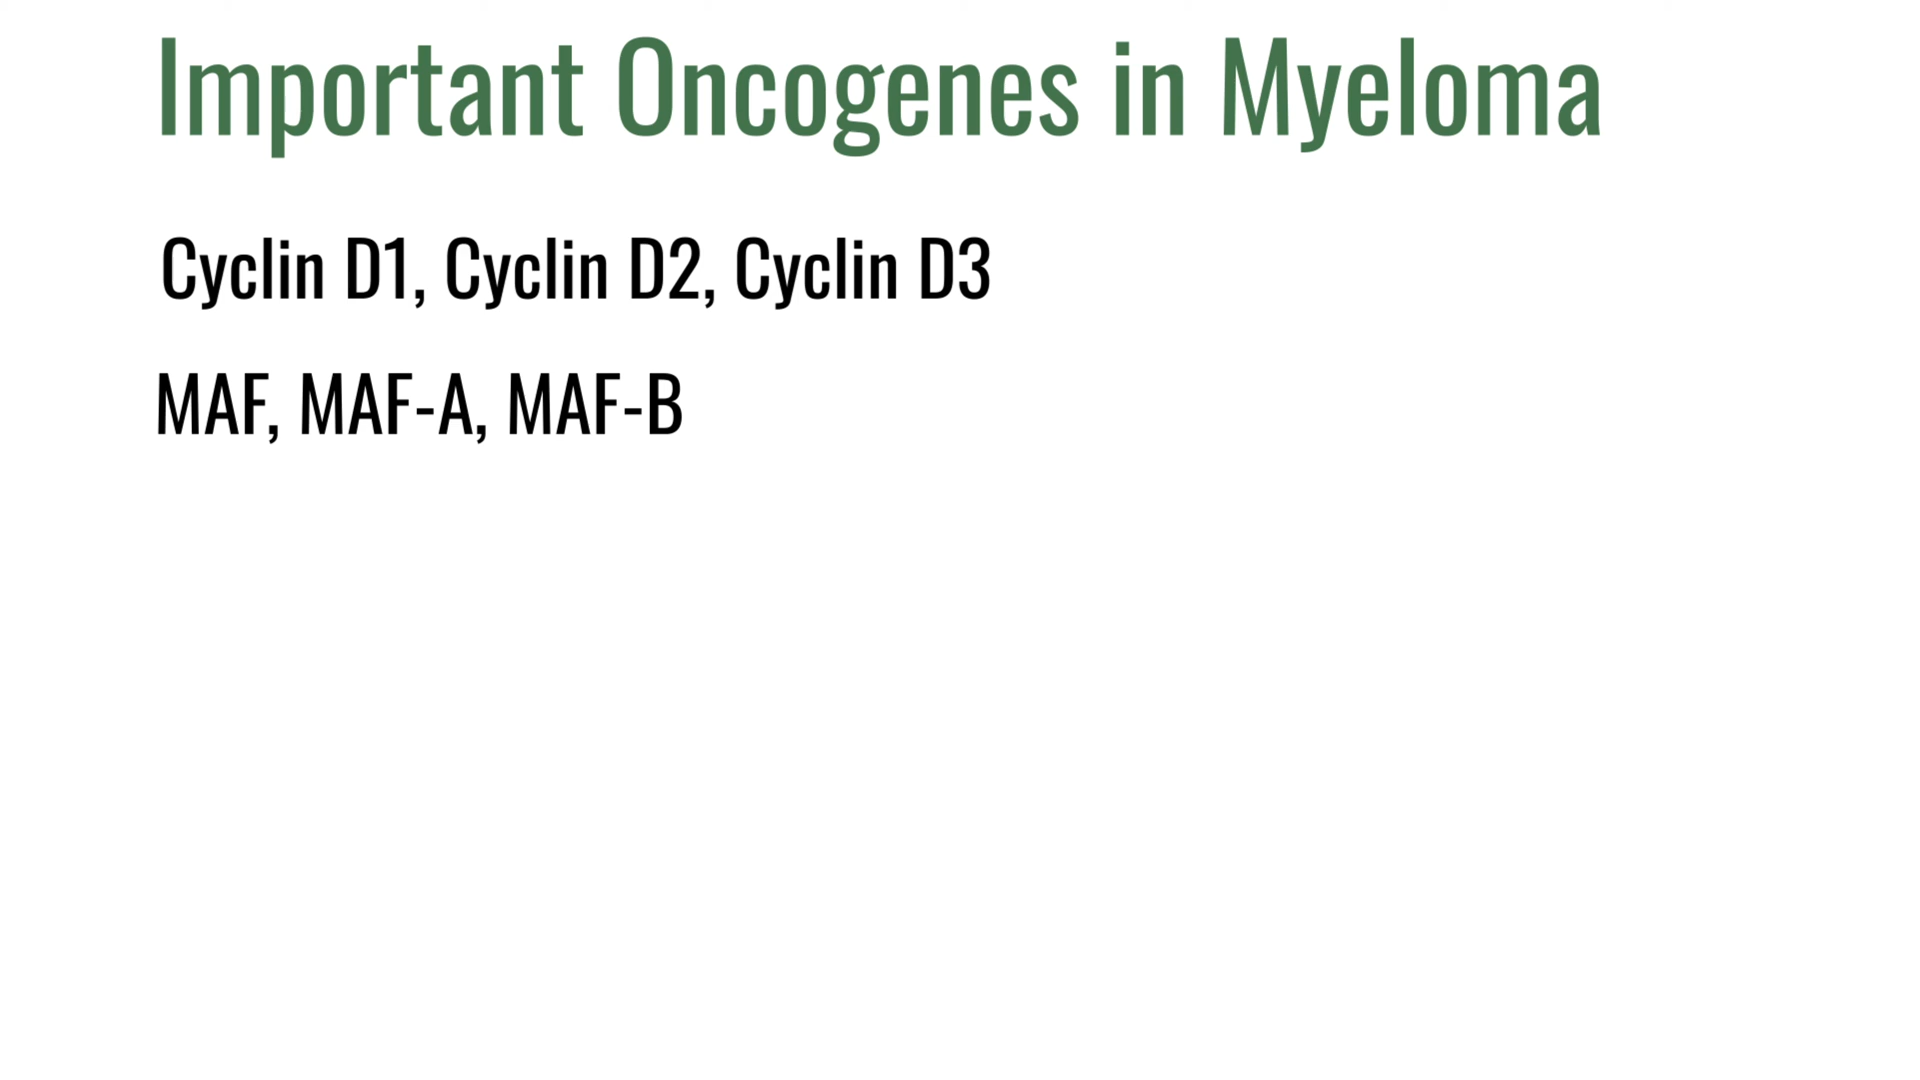 Important Oncogenes in Myeloma
Cyclin D1, Cyclin D2, Cyclin D3
MAF, MAF-A, MAF-B